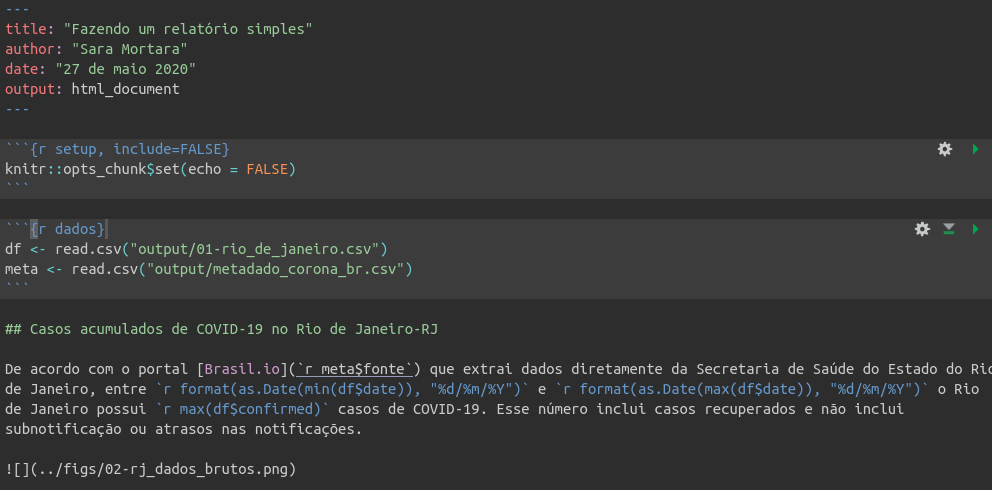 ---
title: "Fazendo um relatório simples"
author: "Sara Mortara"
date: "27 de maio 2020"
output: html_document
---
```{r setup, include=FALSE}
knitr::opts_chunk$set(echo = FALSE)
```
```{r dados}
df <- read.csv("output/01-rio_de_janeiro.csv")
meta <- read.csv("output/metadado_corona_br.csv")
```
## Casos acumulados de COVID-19 no Rio de Janeiro-RJ
De acordo com o portal [Brasil.io](`r meta$fonte`) que extrai dados diretamente da Secretaria de Saúde do Estado do Rio
de Janeiro, entre `r format(as.Date(min(df$date)), "%d/%m/%Y")` e `r format(as.Date(max(df$date)), "%d/%m/%Y")` o Rio
de Janeiro possui `r max(df$confirmed)` casos de COVID-19. Esse número inclui casos recuperados e não inclui
subnotificação ou atrasos nas notificações.
![](../figs/02-rj_dados_brutos.png)